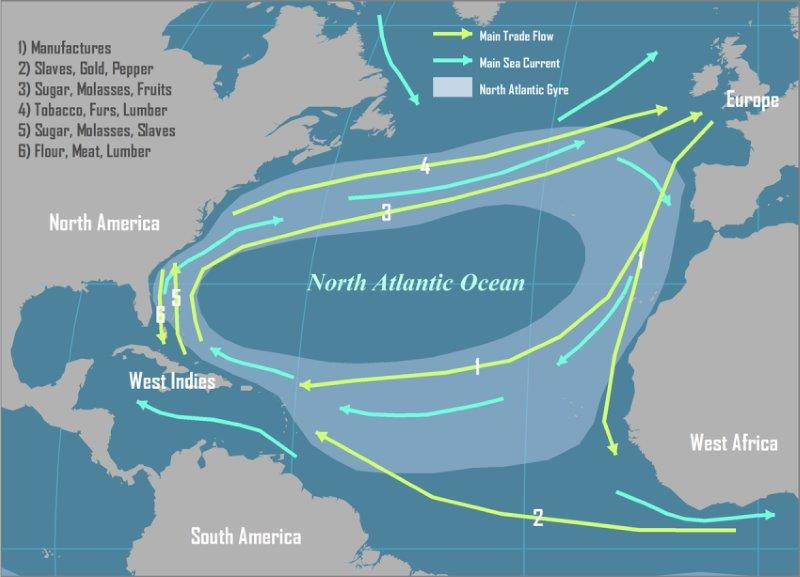 1) Manufactures
2) Slaves, Gold, Pepper
3) Sugar, Molasses, Fruits
4) Tobacco, Furs, Lumber
5) Sugar, Molasses, Slaves
6) Flour, Meat, Lumber
Main Trade Flow
Main Sea Current
North Atlantic Gyre
Europe
4
North America
3
1
North Atlantic Ocean
5
6
1
West Indies
West Africa
2
South America